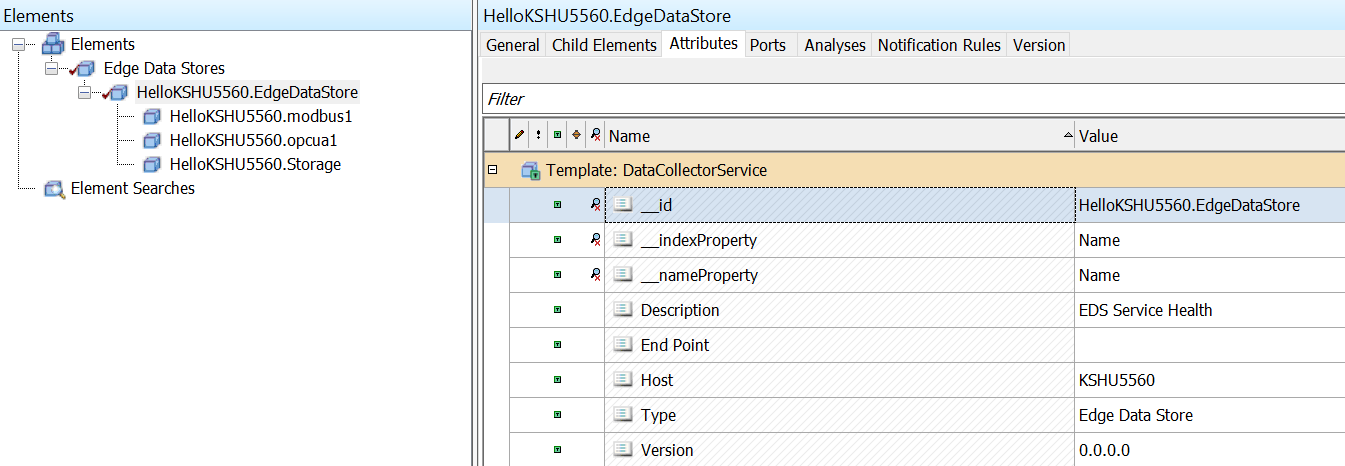 Elements
Elements
Edge Data Stores
HelloKSHU5560.EdgeDataStore
HelloKSHU5560.modbus1
HelloKSHU5560.opcua1
HelloKSHU5560.Storage
Element Searches
HelloKSHU5560.EdgeDataStore
General Child Elements Attributes Ports Analyses Notification Rules Version
Filter
Name Value
Template: DataCollectorService
__id HelloKSHU5560.EdgeDataStore
__indexProperty Name
__nameProperty Name
Description EDS Service Health
End Point
Host KSHU5560
Type Edge Data Store
Version 0.0.0.0